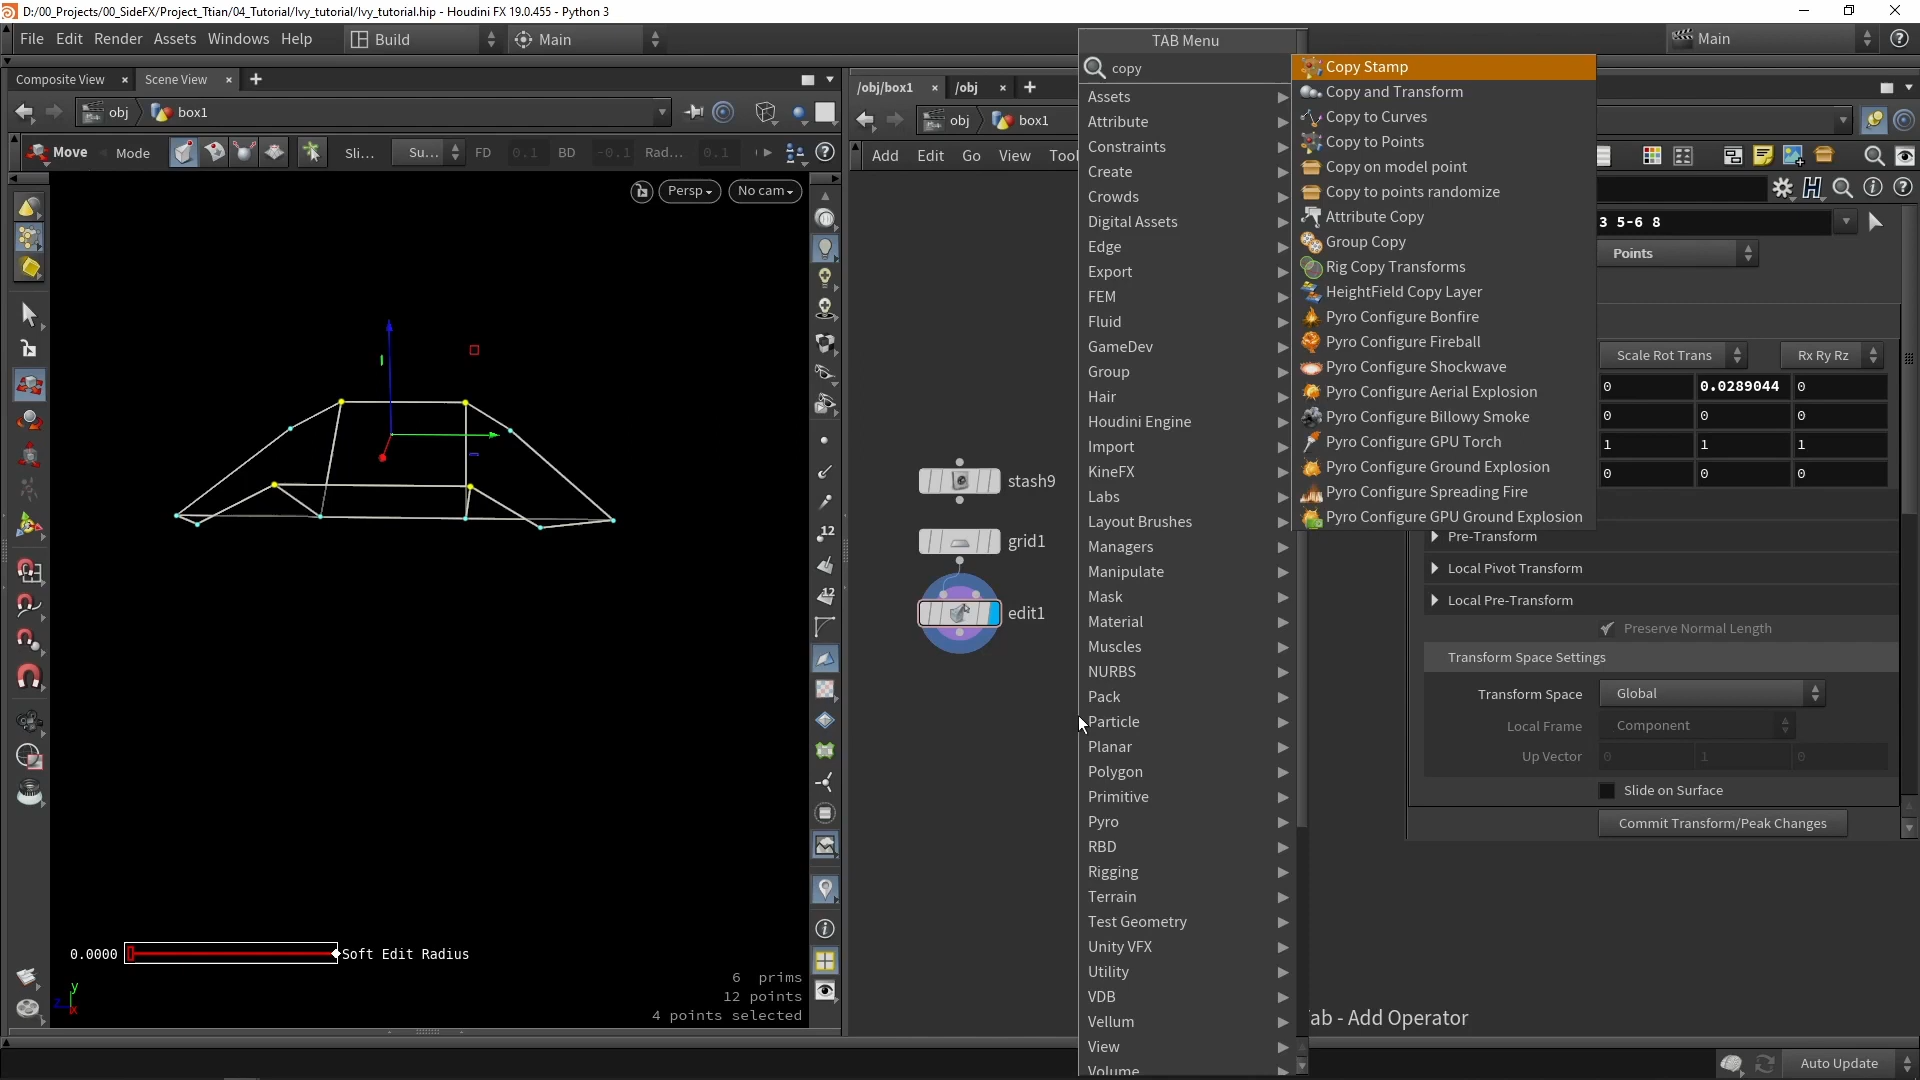 D:/00_Projects/00_SideFX/Project_Ttian/04_Tutorial/Ivy_tutorial/Ivy_tutorial.hip - Houdini FX 19.0.455 - Python 3
File Edit Render Assets Windows Help
Build
Main
Main
Composite View
Scene View
obj
box1
Move
Mode
Sli...
Su...
FD
0.1
BD
-0.1
Rad...
0.1
Persp
No cam
12
12
0.0000
Soft Edit Radius
6 prims
12 points
4 points selected
y
z
x
/obj/box1
/obj
obj
box1
Add Edit Go View Tool
stash9
grid1
edit1
TAB Menu
copy
Assets
Attribute
Constraints
Create
Crowds
Digital Assets
Edge
Export
FEM
Fluid
GameDev
Group
Hair
Houdini Engine
Import
KineFX
Labs
Layout Brushes
Managers
Manipulate
Mask
Material
Muscles
NURBS
Pack
Particle
Planar
Polygon
Primitive
Pyro
RBD
Rigging
Terrain
Test Geometry
Unity VFX
Utility
VDB
Vellum
View
Volume
Copy Stamp
Copy and Transform
Copy to Curves
Copy to Points
Copy on model point
Copy to points randomize
Attribute Copy
Group Copy
Rig Copy Transforms
HeightField Copy Layer
Pyro Configure Bonfire
Pyro Configure Fireball
Pyro Configure Shockwave
Pyro Configure Aerial Explosion
Pyro Configure Billowy Smoke
Pyro Configure GPU Torch
Pyro Configure Ground Explosion
Pyro Configure Spreading Fire
Pyro Configure GPU Ground Explosion
3 5-6 8
Points
Scale Rot Trans
Rx Ry Rz
0 0.0289044 0
0 0 0
1 1 1
0 0 0
Pre-Transform
Local Pivot Transform
Local Pre-Transform
Preserve Normal Length
Transform Space Settings
Transform Space Global
Local Frame Component
Up Vector 0 1 0
Slide on Surface
Commit Transform/Peak Changes
ab - Add Operator
Auto Update